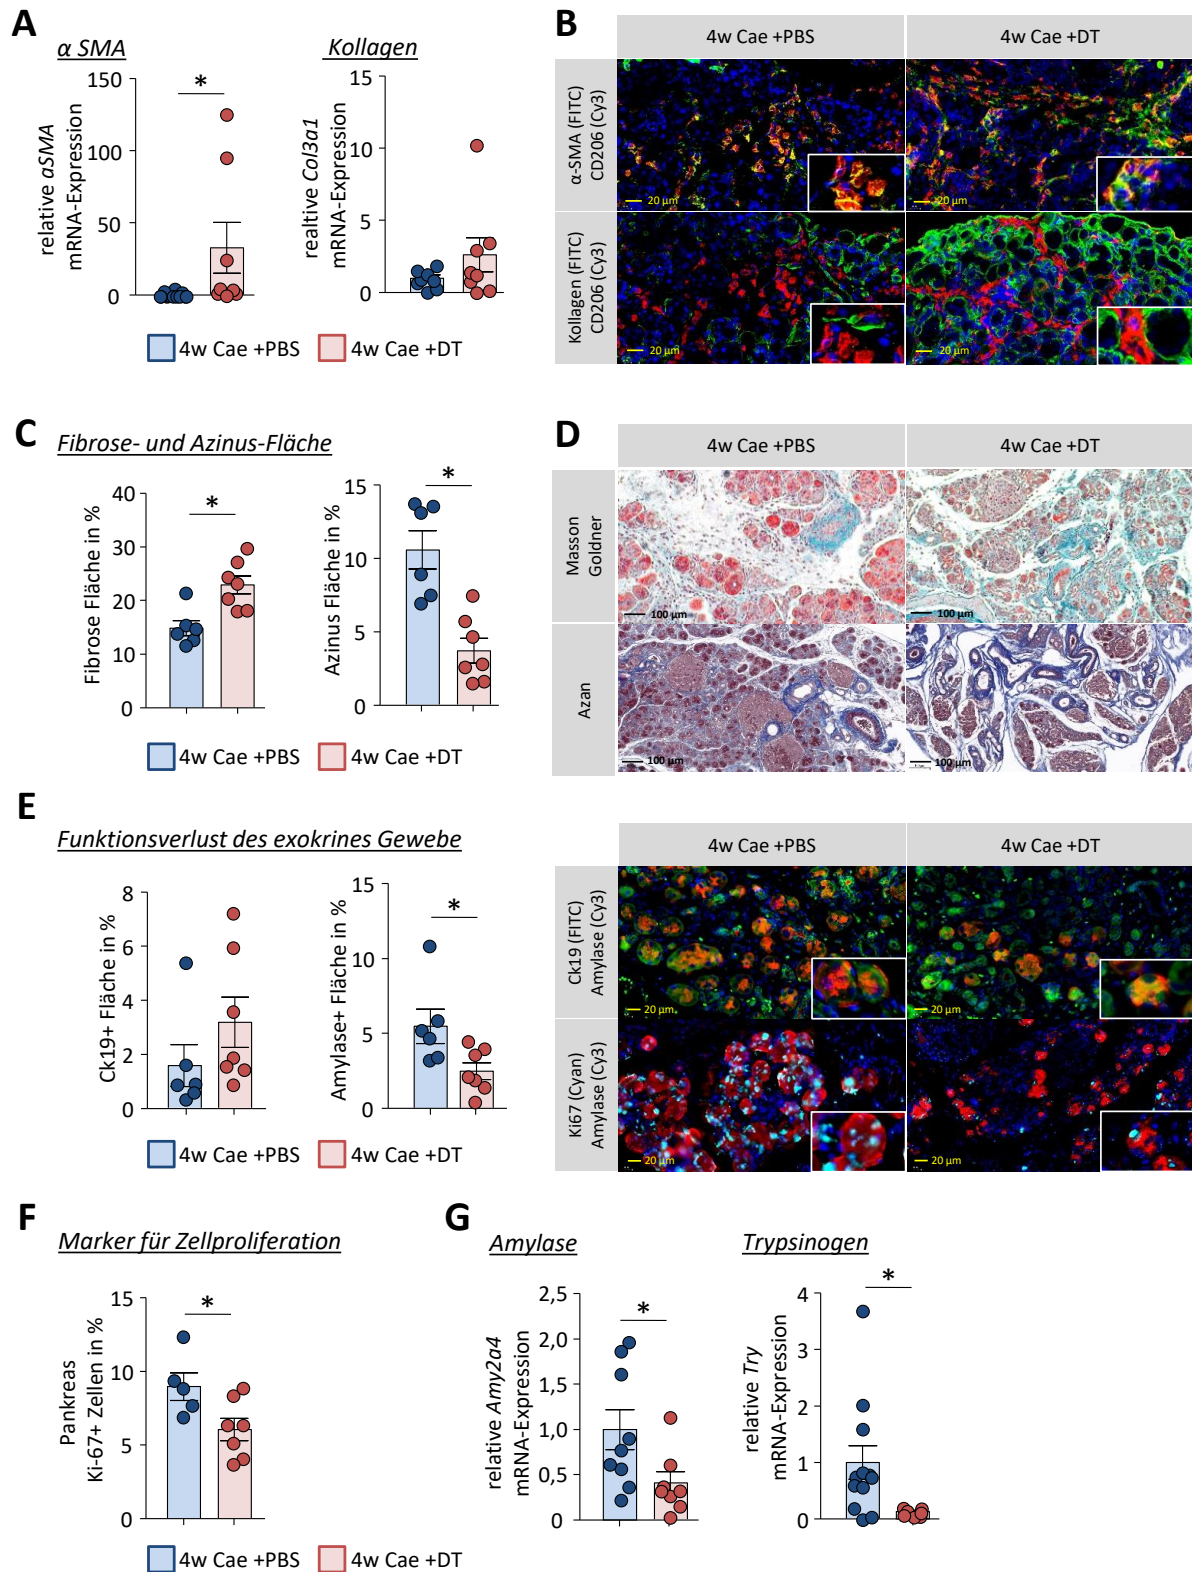 A
α SMA
Kollagen
relative αSMA
mRNA-Expression
150
100
50
0
*
realtive Col3a1
mRNA-Expression
15
10
5
0
4w Cae +PBS
4w Cae +DT
B
4w Cae +PBS
4w Cae +DT
α-SMA (FITC)
CD206 (Cy3)
20 µm
20 µm
Kollagen (FITC)
CD206 (Cy3)
20 µm
20 µm
C
Fibrose- und Azinus-Fläche
Fibrose Fläche in %
40
30
20
10
0
*
Azinus Fläche in %
15
10
5
0
*
4w Cae +PBS
4w Cae +DT
D
4w Cae +PBS
4w Cae +DT
Masson
Goldner
100 µm
100 µm
Azan
100 µm
100 µm
E
Funktionsverlust des exokrines Gewebe
Ck19+ Fläche in %
8
6
4
2
0
Amylase+ Fläche in %
15
10
5
0
*
4w Cae +PBS
4w Cae +DT
4w Cae +PBS
4w Cae +DT
Ck19 (FITC)
Amylase (Cy3)
20 µm
20 µm
Ki67 (Cyan)
Amylase (Cy3)
20 µm
20 µm
F
Marker für Zellproliferation
Pankreas
Ki-67+ Zellen in %
15
10
5
0
*
4w Cae +PBS
4w Cae +DT
G
Amylase
Trypsinogen
relative Amy2a4
mRNA-Expression
2,5
2,0
1,5
1,0
0,5
0
*
relative Try
mRNA-Expression
4
3
2
1
0
*